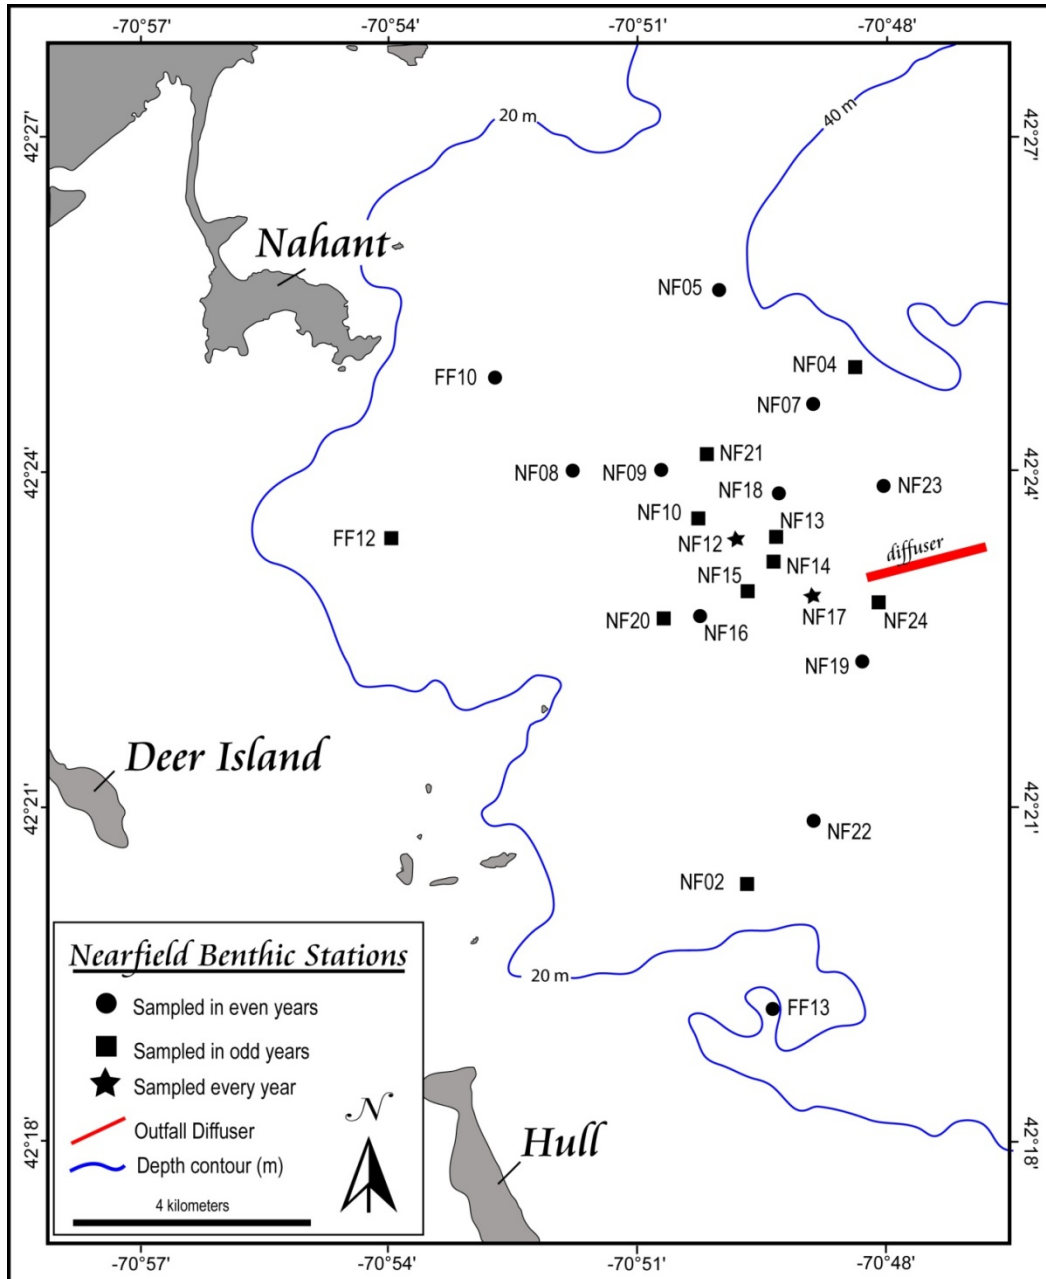 -70°57' -70°54' -70°51' -70°48'
20 m
40 m
42°27' 42°27'
Nahant
NF05
NF04
FF10
NF07
NF21
42°24' 42°24'
NF08 NF09
NF18 NF23
NF10 NF13
FF12 NF12 diffuser
NF14
NF15
NF20 NF16 NF17 NF24
NF19
Deer Island
42°21' 42°21'
NF22
NF02
Nearfield Benthic Stations
20 m
Sampled in even years
FF13
Sampled in odd years
Sampled every year
N
Outfall Diffuser
Hull
42°18' 42°18'
Depth contour (m)
4 kilometers
-70°57' -70°54' -70°51' -70°48'